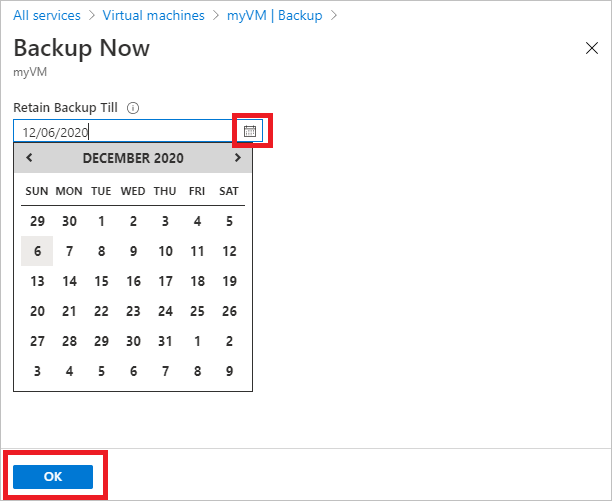 All services > Virtual machines > myVM | Backup >
Backup Now
myVM
Retain Backup Till
12/06/2020
DECEMBER 2020
SUN MON TUE WED THU FRI SAT
29 30 1 2 3 4 5
6 7 8 9 10 11 12
13 14 15 16 17 18 19
20 21 22 23 24 25 26
27 28 29 30 31 1 2
3 4 5 6 7 8 9
OK